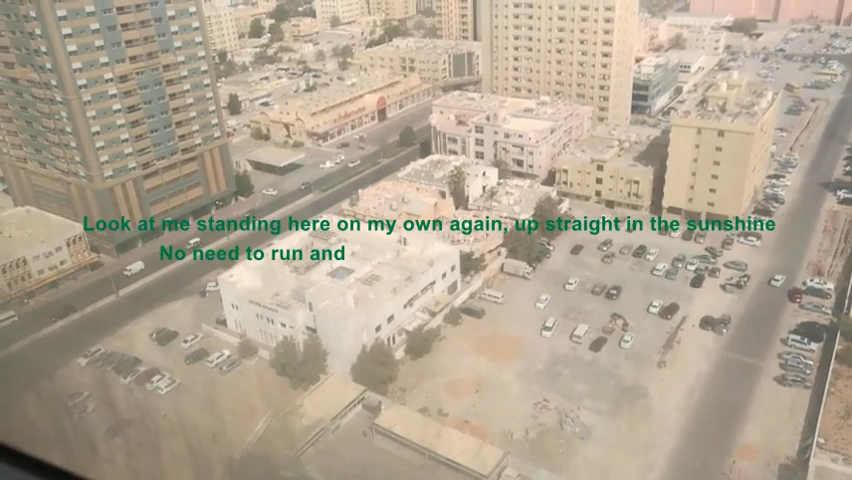 Look at me standing here on my own again, up straight in the sunshine
No need to run and